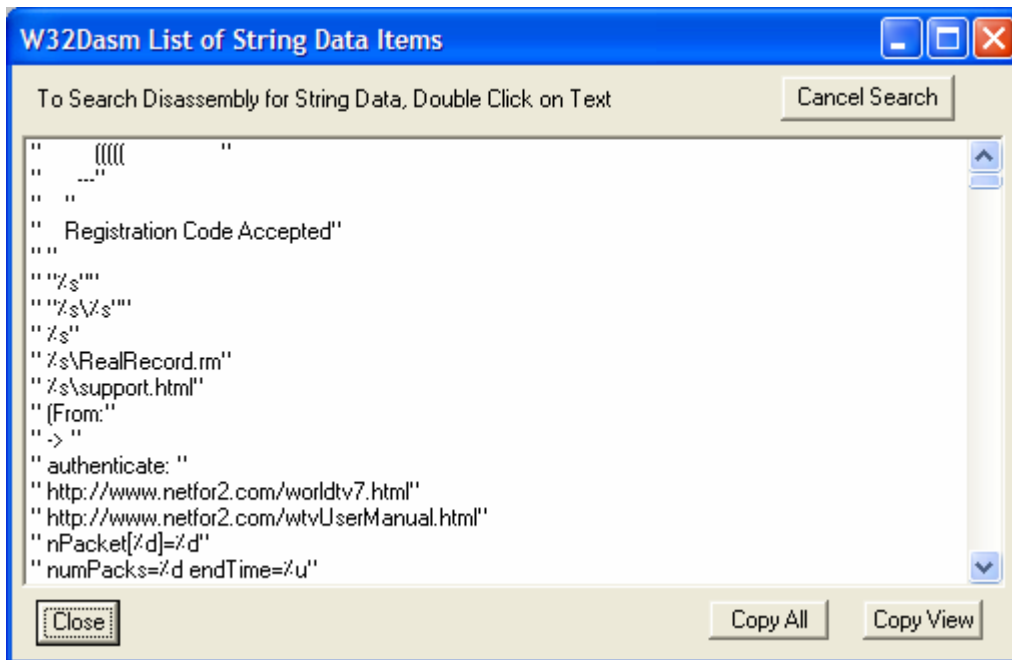 W32Dasm List of String Data Items
To Search Disassembly for String Data, Double Click on Text
Cancel Search
"          (((((                    "
"       ---"
"     "
"     Registration Code Accepted"
" "
" "%s""
" "%s\%s""
" %s"
" %s\RealRecord.rm"
" %s\support.html"
" (From:"
" -> "
" authenticate: "
" http://www.netfor2.com/worldtv7.html"
" http://www.netfor2.com/wtvUserManual.html"
" nPacket[%d]=%d"
" numPacks=%d endTime=%u"
Close
Copy All
Copy View